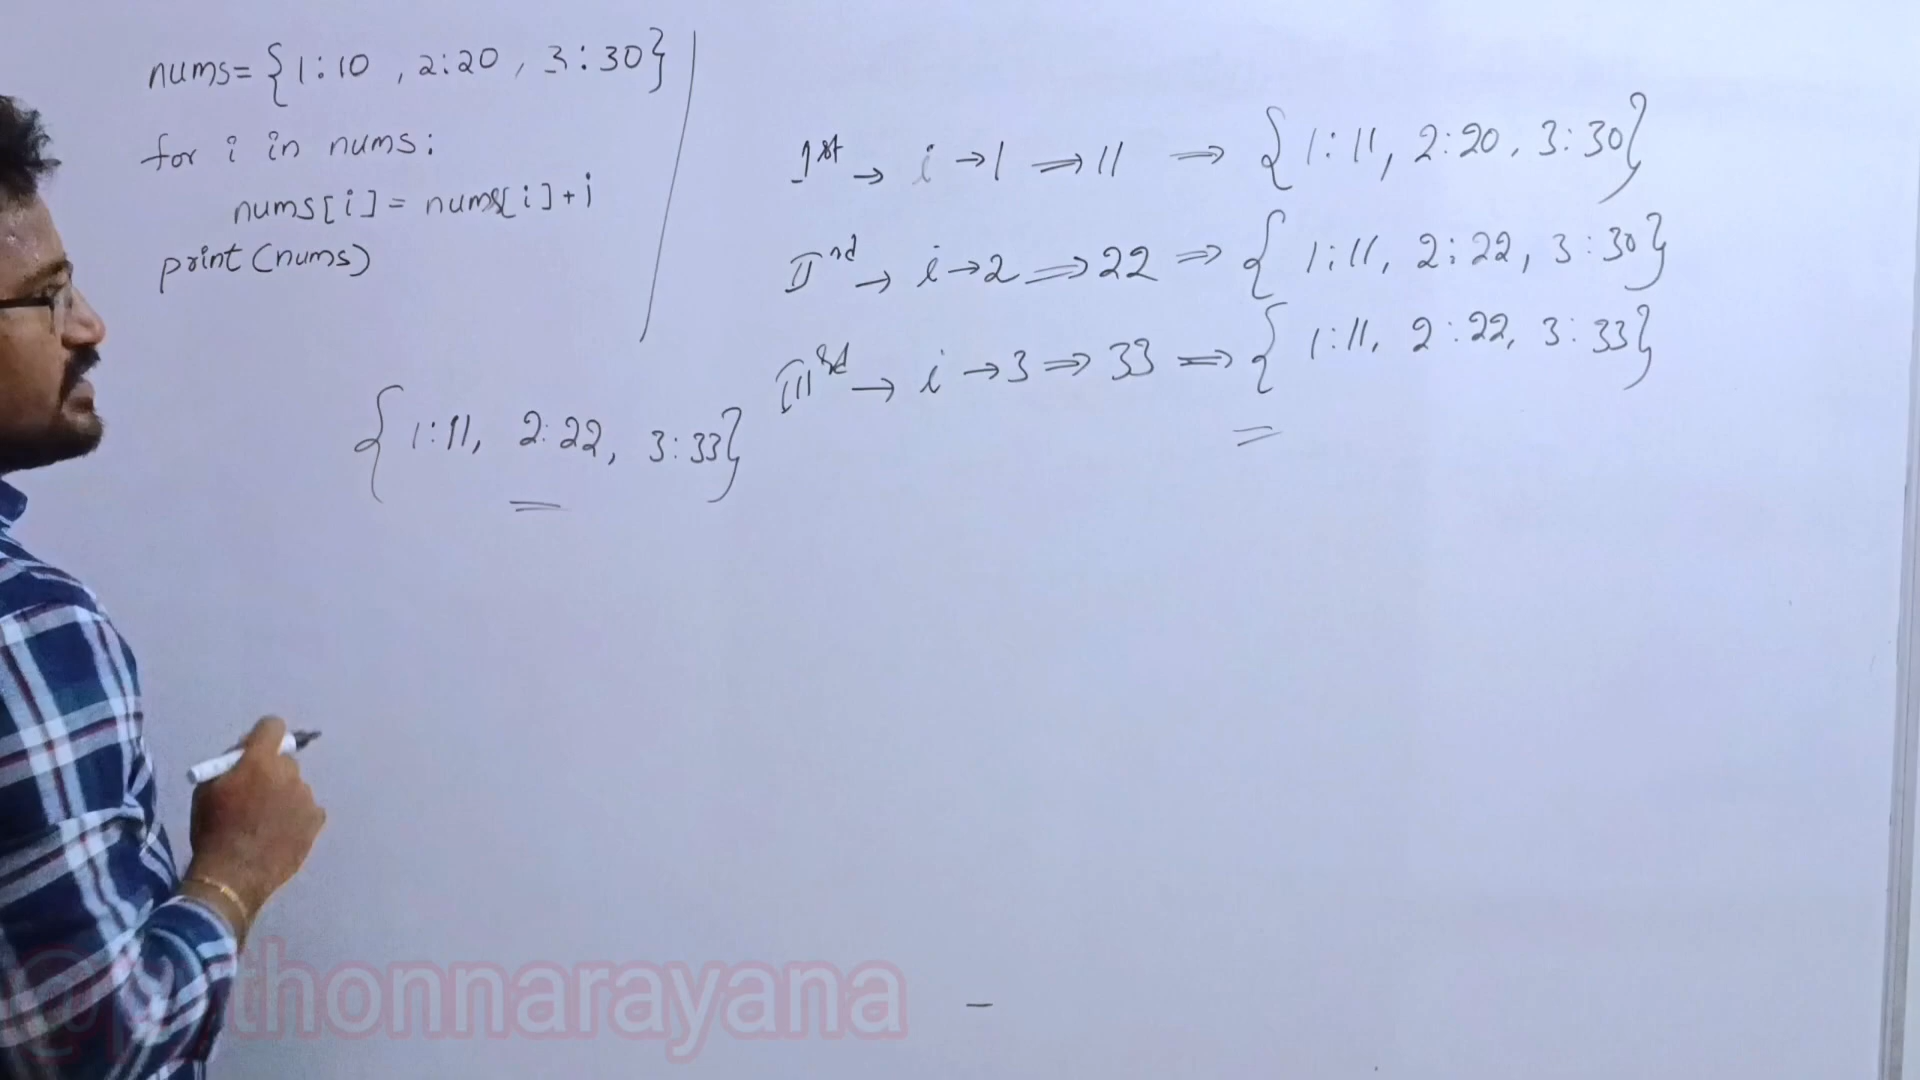 nums= {1:10 , 2:20 , 3:30}
for i in nums:
nums[i] = nums[i]+i
print(nums)
{1:11, 2:22, 3:33}
Ist → i →1 ⇒ 11 ⇒ {1:11, 2:20, 3:30}
IInd → i →2 ⇒ 22 ⇒ {1:11, 2:22, 3:30}
IIIrd → i →3 ⇒ 33 ⇒ {1:11, 2:22, 3:33}
@pythonnarayana